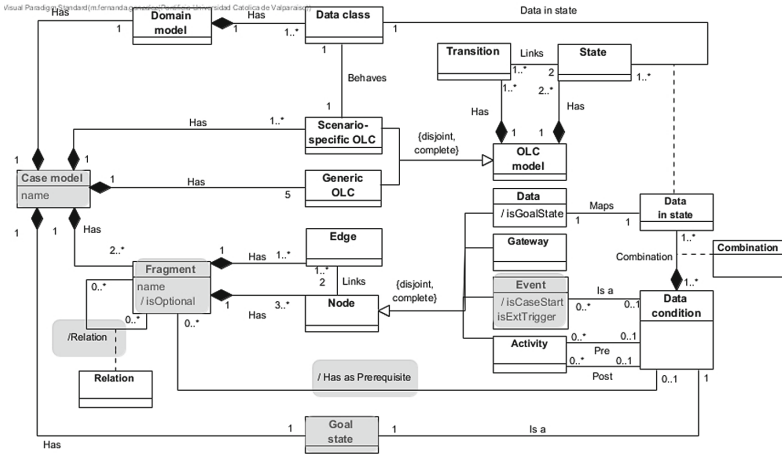 Visual Paradigm Standard(m.fernanda.gonzalez(Pontificia Universidad Catolica de Valparaiso))
Has
Domain
model
1
1
Has
1..*
Data class
1
1
Data in state
Transition
1..*
Links
2
State
1..*
1..*
2..*
Behaves
1
Has
1..*
Scenario-
specific OLC
{disjoint,
complete}
Has
1
1
Has
OLC
model
1
1
Case model
name
1
Has
5
Generic
OLC
Data
/ isGoalState
1
Maps
1
Data
in state
1
1
Has
2..*
Edge
Gateway
1..*
Combination
Combination
1..*
Fragment
name
/ isOptional
1
Has
1..*
1..*
2
Links
{disjoint,
complete}
Event
/ isCaseStart
isExtTrigger
Is a
0..*
0..1
Data
condition
0..*
0..*
1
Has
3..*
Node
0..*
/Relation
Activity
0..*
0..1
Pre
0..*
0..1
Post
Relation
/ Has as Prerequisite
0..1
1
Has
1
Goal
state
1
Is a